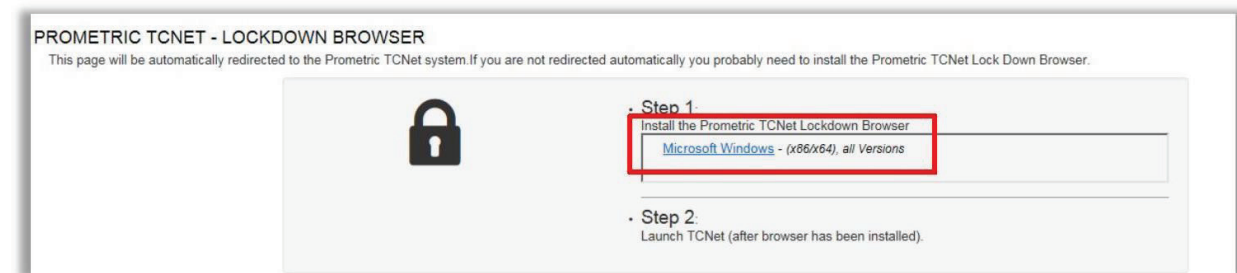 PROMETRIC TCNET - LOCKDOWN BROWSER
This page will be automatically redirected to the Prometric TCNet system.If you are not redirected automatically you probably need to install the Prometric TCNet Lock Down Browser.
• Step 1:
Install the Prometric TCNet Lockdown Browser
Microsoft Windows - (x86/x64), all Versions
• Step 2:
Launch TCNet (after browser has been installed).